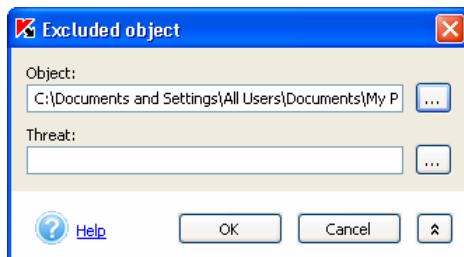 Excluded object
Object:
C:\Documents and Settings\All Users\Documents\My P
...
Threat:
...
Help
OK
Cancel